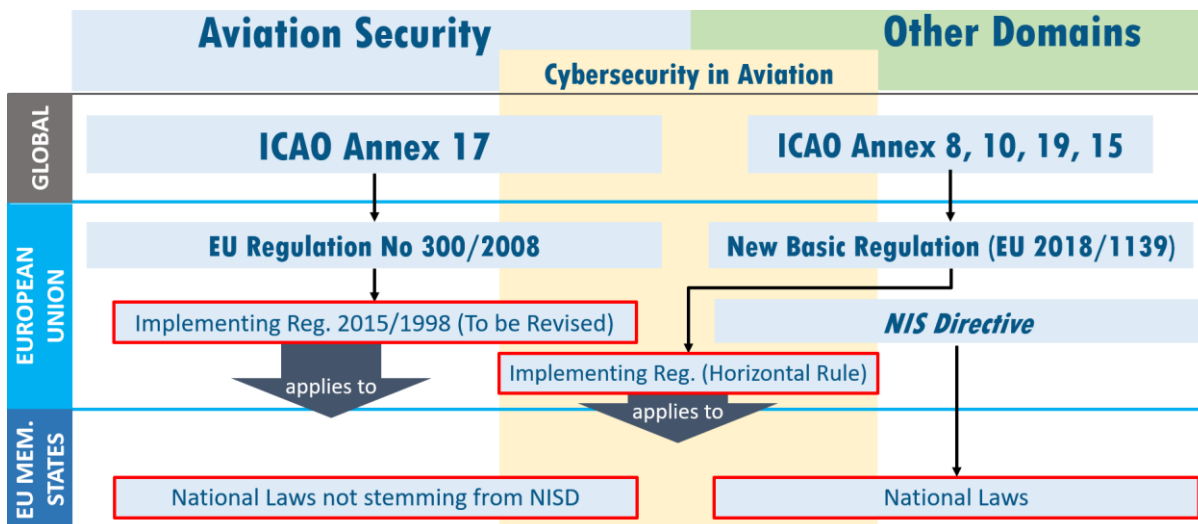 Aviation Security
Other Domains
Cybersecurity in Aviation
GLOBAL
ICAO Annex 17
ICAO Annex 8, 10, 19, 15
EUROPEAN
UNION
EU Regulation No 300/2008
New Basic Regulation (EU 2018/1139)
Implementing Reg. 2015/1998 (To be Revised)
NIS Directive
Implementing Reg. (Horizontal Rule)
applies to
applies to
EU MEM.
STATES
National Laws not stemming from NISD
National Laws